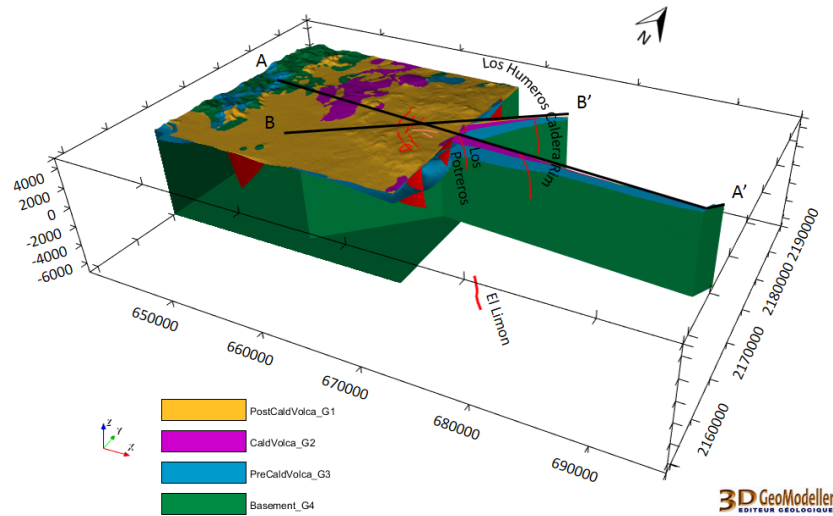 N
A
B
B'
A'
Los Humeros
Caldera Rim
Los
Potreros
El Limon
4000
2000
0
-2000
-4000
-6000
650000
660000
670000
680000
690000
2160000
2170000
2180000
2190000
Z
Y
X
PostCaldVolca_G1
CaldVolca_G2
PreCaldVolca_G3
Basement_G4
3D GeoModeller
EDITEUR GÉOLOGIQUE